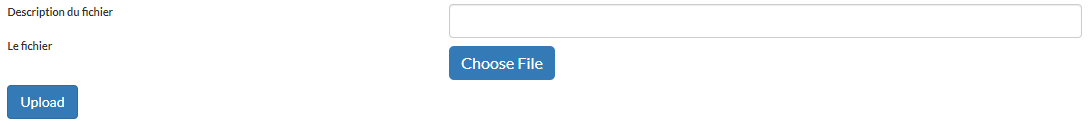 Description du fichier
Le fichier
Choose File
Upload